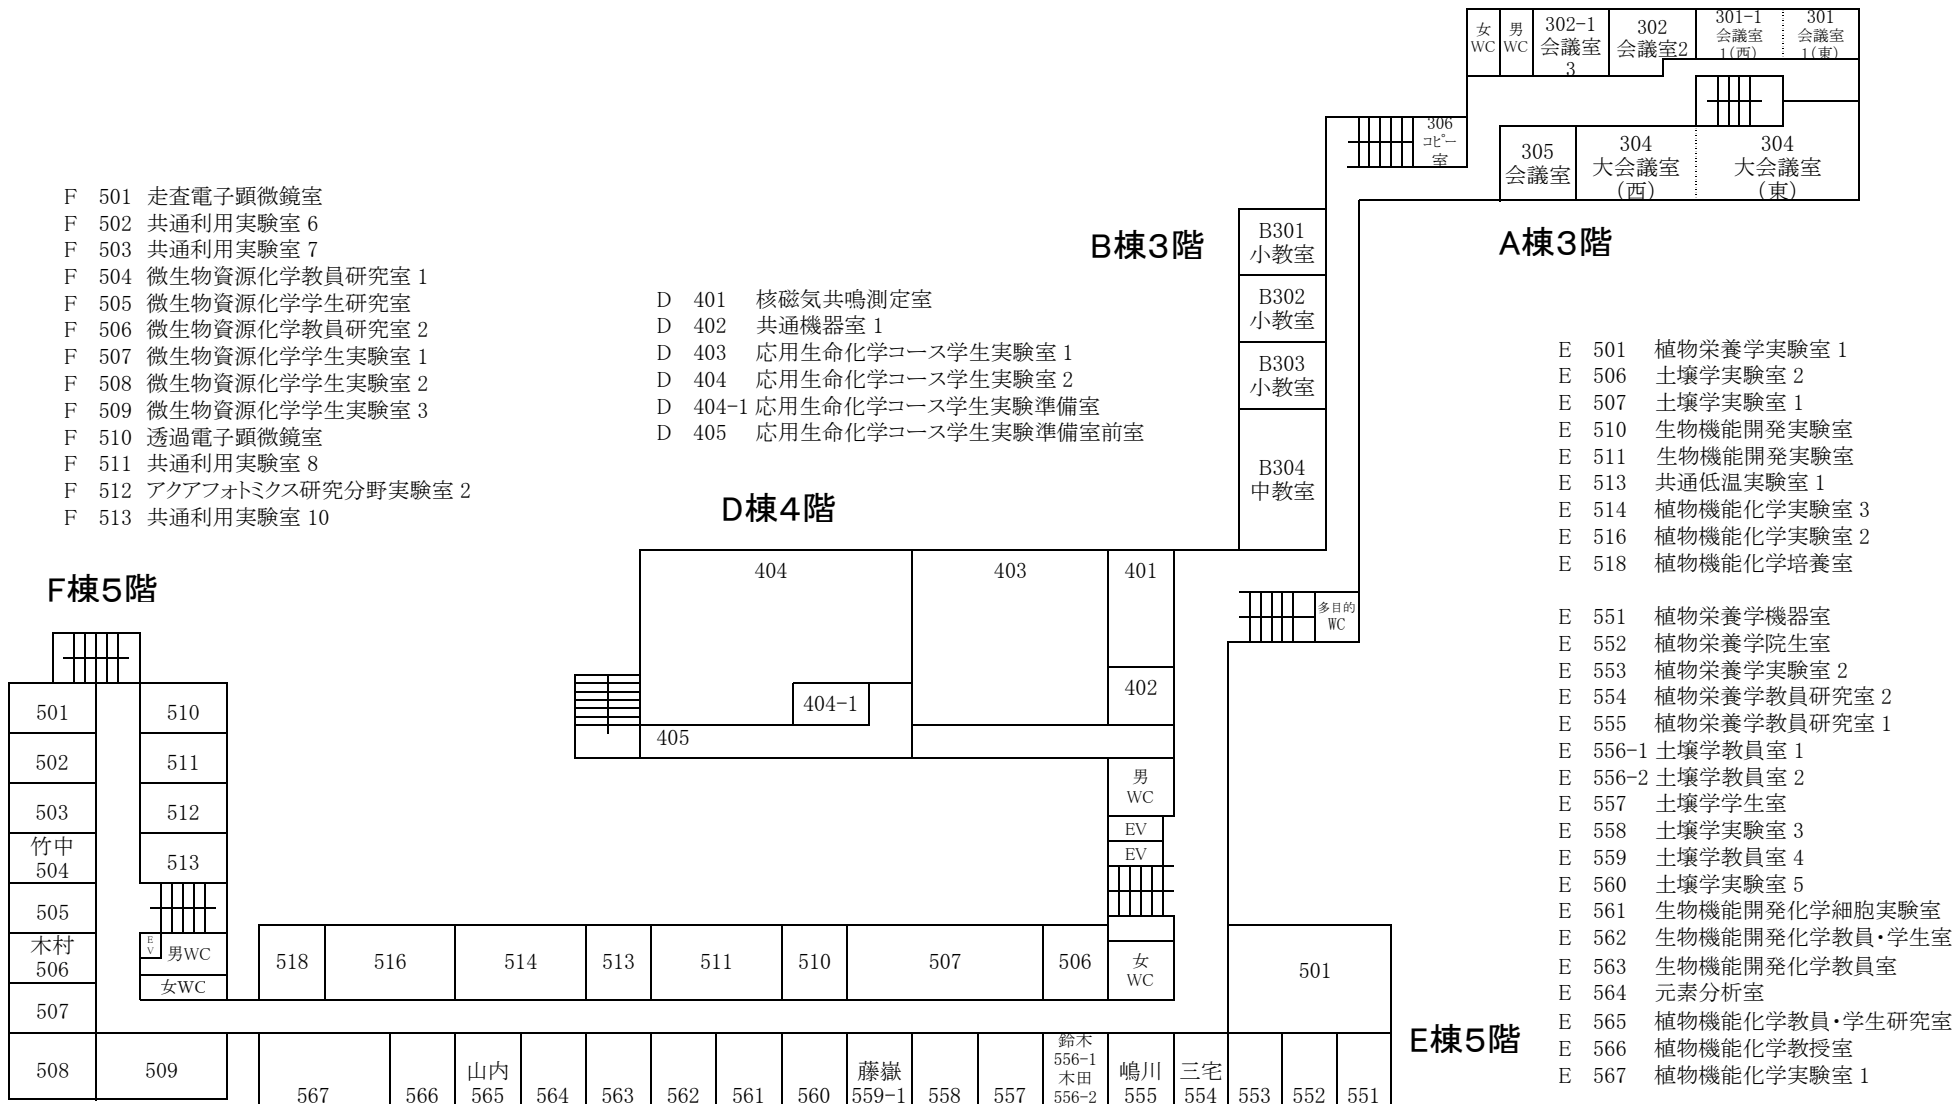 女
WC
男
WC
302-1
会議室
3
302
会議室2
301-1
会議室
1(西)
301
会議室
1(東)
306
コピー
室
305
会議室
304
大会議室
(西)
304
大会議室
(東)
A棟3階
B棟3階
B301
小教室
B302
小教室
B303
小教室
B304
中教室
多目的
WC
F 501 走査電子顕微鏡室
F 502 共通利用実験室 6
F 503 共通利用実験室 7
F 504 微生物資源化学教員研究室 1
F 505 微生物資源化学学生研究室
F 506 微生物資源化学教員研究室 2
F 507 微生物資源化学学生実験室 1
F 508 微生物資源化学学生実験室 2
F 509 微生物資源化学学生実験室 3
F 510 透過電子顕微鏡室
F 511 共通利用実験室 8
F 512 アクアフォトミクス研究分野実験室 2
F 513 共通利用実験室 10
D 401 核磁気共鳴測定室
D 402 共通機器室 1
D 403 応用生命化学コース学生実験室 1
D 404 応用生命化学コース学生実験室 2
D 404-1 応用生命化学コース学生実験準備室
D 405 応用生命化学コース学生実験準備室前室
D棟4階
404
403
401
402
404-1
405
男
WC
EV
EV
女
WC
E 501 植物栄養学実験室 1
E 506 土壌学実験室 2
E 507 土壌学実験室 1
E 510 生物機能開発実験室
E 511 生物機能開発実験室
E 513 共通低温実験室 1
E 514 植物機能化学実験室 3
E 516 植物機能化学実験室 2
E 518 植物機能化学培養室
E 551 植物栄養学機器室
E 552 植物栄養学院生室
E 553 植物栄養学実験室 2
E 554 植物栄養学教員研究室 2
E 555 植物栄養学教員研究室 1
E 556-1 土壌学教員室 1
E 556-2 土壌学教員室 2
E 557 土壌学学生室
E 558 土壌学実験室 3
E 559 土壌学教員室 4
E 560 土壌学実験室 5
E 561 生物機能開発化学細胞実験室
E 562 生物機能開発化学教員・学生室
E 563 生物機能開発化学教員室
E 564 元素分析室
E 565 植物機能化学教員・学生研究室
E 566 植物機能化学教授室
E 567 植物機能化学実験室 1
F棟5階
501
502
503
竹中
504
505
木村
506
507
508
509
510
511
512
513
EV
男WC
女WC
518
516
514
513
511
510
507
506
501
E棟5階
567
566
山内
565
564
563
562
561
560
藤嶽
559-1
558
557
鈴木
556-1
木田
556-2
嶋川
555
三宅
554
553
552
551